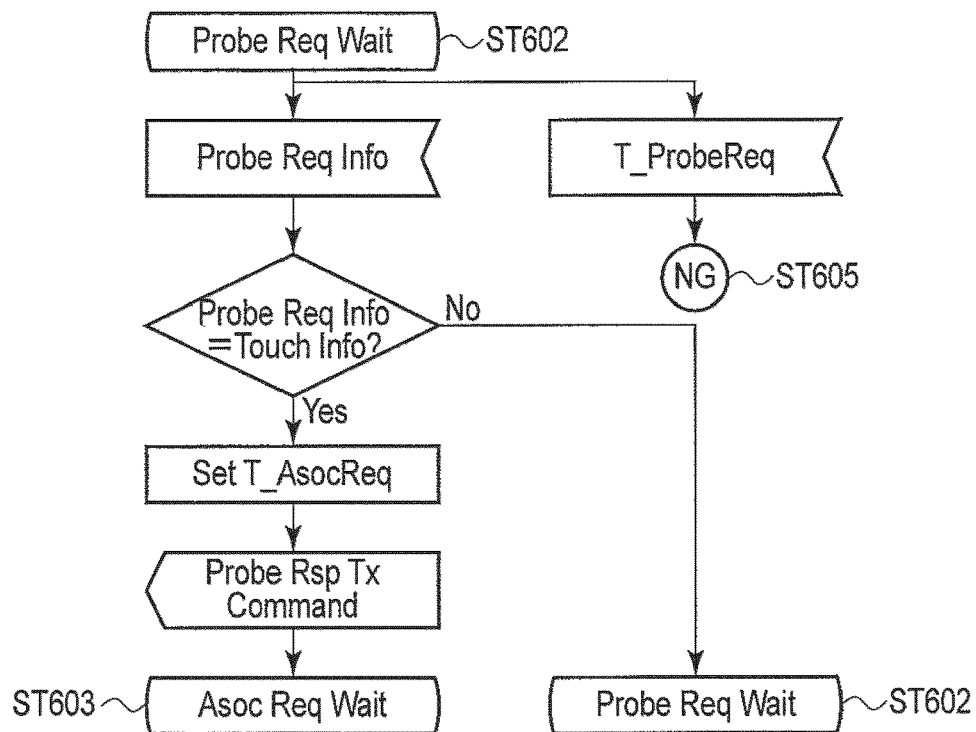 Probe Req Wait
ST602
Probe Req Info
T_ProbeReq
NG
ST605
Probe Req Info
=Touch Info?
No
Yes
Set T_AsocReq
Probe Rsp Tx
Command
ST603
Asoc Req Wait
Probe Req Wait
ST602